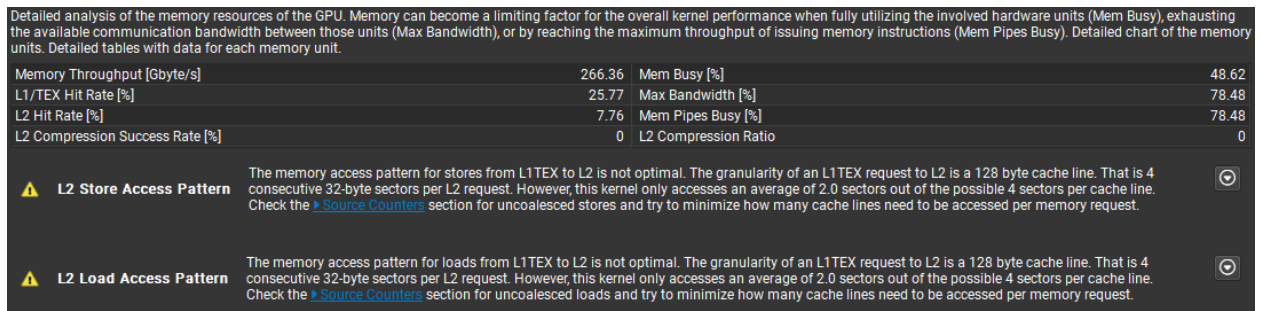 Detailed analysis of the memory resources of the GPU. Memory can become a limiting factor for the overall kernel performance when fully utilizing the involved hardware units (Mem Busy), exhausting
the available communication bandwidth between those units (Max Bandwidth), or by reaching the maximum throughput of issuing memory instructions (Mem Pipes Busy). Detailed chart of the memory
units. Detailed tables with data for each memory unit.
Memory Throughput [Gbyte/s] 266.36 Mem Busy [%] 48.62
L1/TEX Hit Rate [%] 25.77 Max Bandwidth [%] 78.48
L2 Hit Rate [%] 7.76 Mem Pipes Busy [%] 78.48
L2 Compression Success Rate [%] 0 L2 Compression Ratio 0
The memory access pattern for stores from L1TEX to L2 is not optimal. The granularity of an L1TEX request to L2 is a 128 byte cache line. That is 4
L2 Store Access Pattern consecutive 32-byte sectors per L2 request. However, this kernel only accesses an average of 2.0 sectors out of the possible 4 sectors per cache line.
Check the Source Counters section for uncoalesced stores and try to minimize how many cache lines need to be accessed per memory request.
The memory access pattern for loads from L1TEX to L2 is not optimal. The granularity of an L1TEX request to L2 is a 128 byte cache line. That is 4
L2 Load Access Pattern consecutive 32-byte sectors per L2 request. However, this kernel only accesses an average of 2.0 sectors out of the possible 4 sectors per cache line.
Check the Source Counters section for uncoalesced loads and try to minimize how many cache lines need to be accessed per memory request.